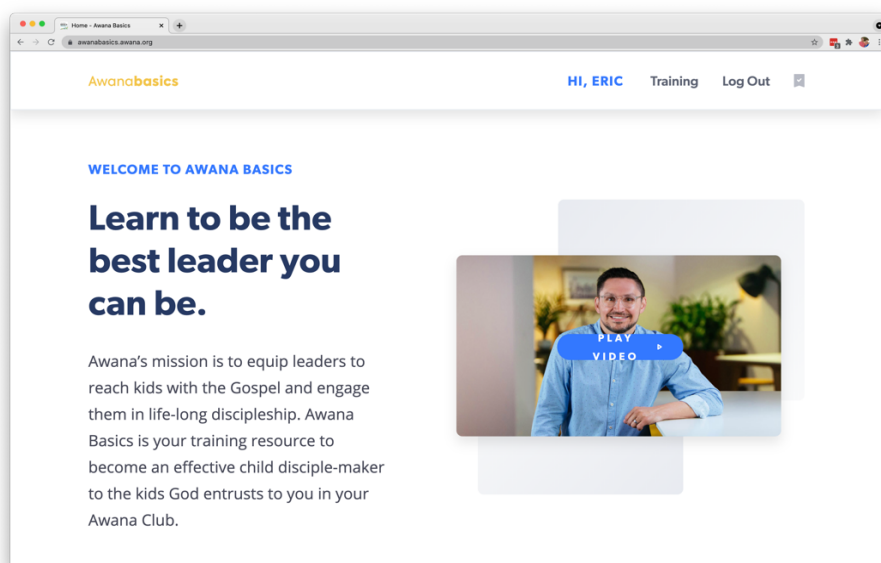 Home - Awana Basics
awanabasics.awana.org
Awanabasics
HI, ERIC Training Log Out
WELCOME TO AWANA BASICS
Learn to be the
best leader you
can be.
Awana’s mission is to equip leaders to
reach kids with the Gospel and engage
them in life-long discipleship. Awana
Basics is your training resource to
become an effective child disciple-maker
to the kids God entrusts to you in your
Awana Club.
PLAY
VIDEO